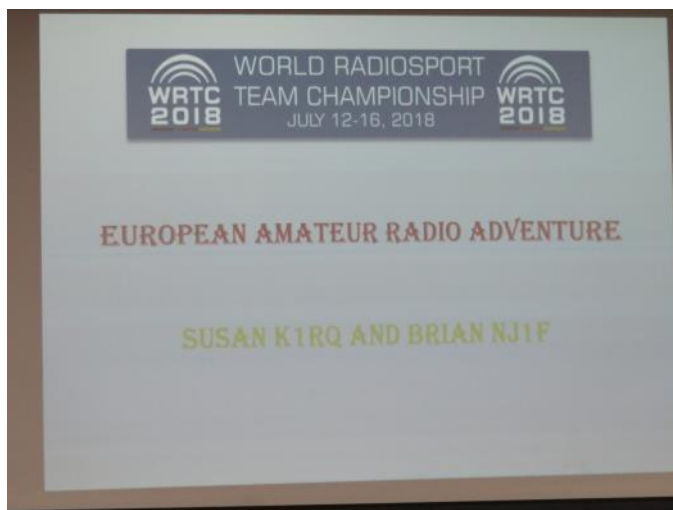 WORLD RADIOSPORT
TEAM CHAMPIONSHIP
JULY 12-16, 2018
WRTC
2018
WRTC
2018
EUROPEAN AMATEUR RADIO ADVENTURE
SUSAN K1RQ AND BRIAN NJ1F